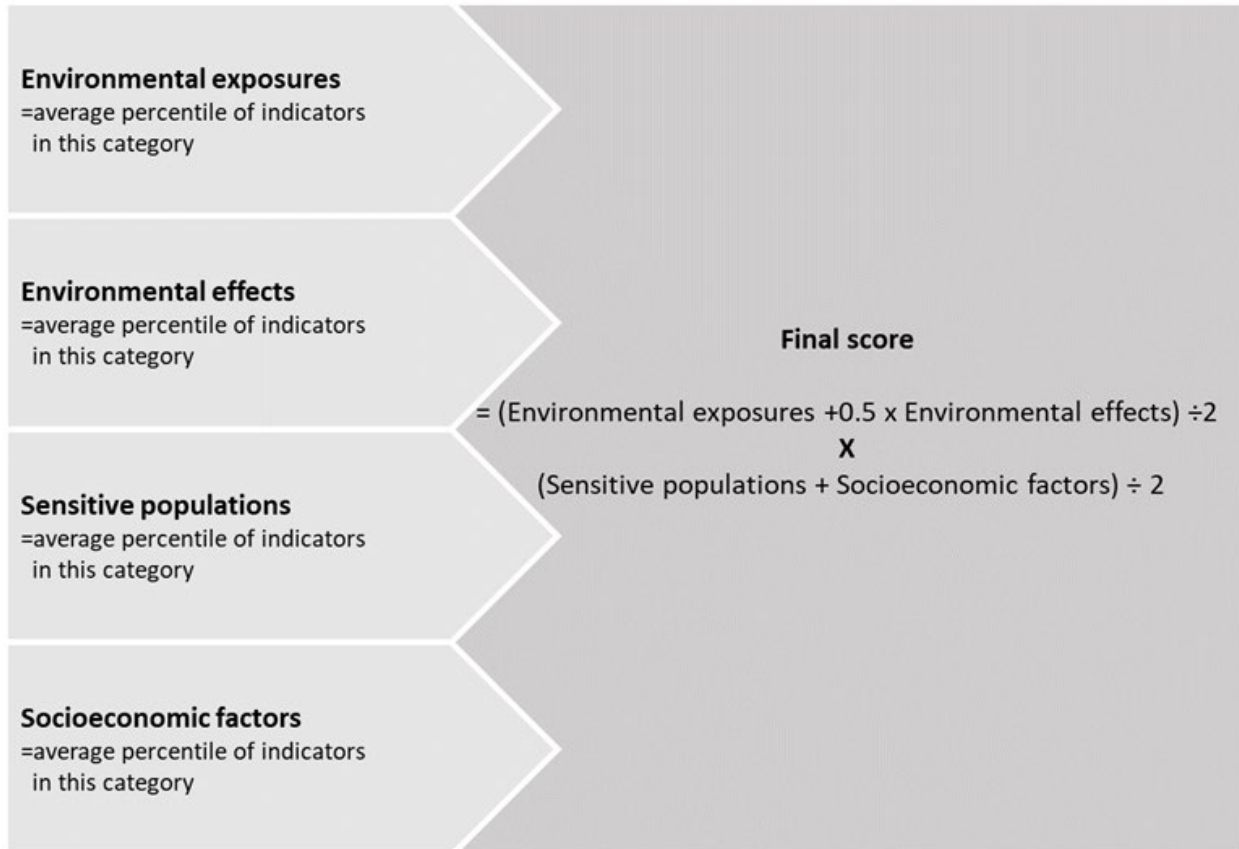 Environmental exposures
=average percentile of indicators
in this category
Environmental effects
=average percentile of indicators
in this category
Sensitive populations
=average percentile of indicators
in this category
Socioeconomic factors
=average percentile of indicators
in this category
Final score
= (Environmental exposures +0.5 x Environmental effects) ÷2
X
(Sensitive populations + Socioeconomic factors) ÷ 2